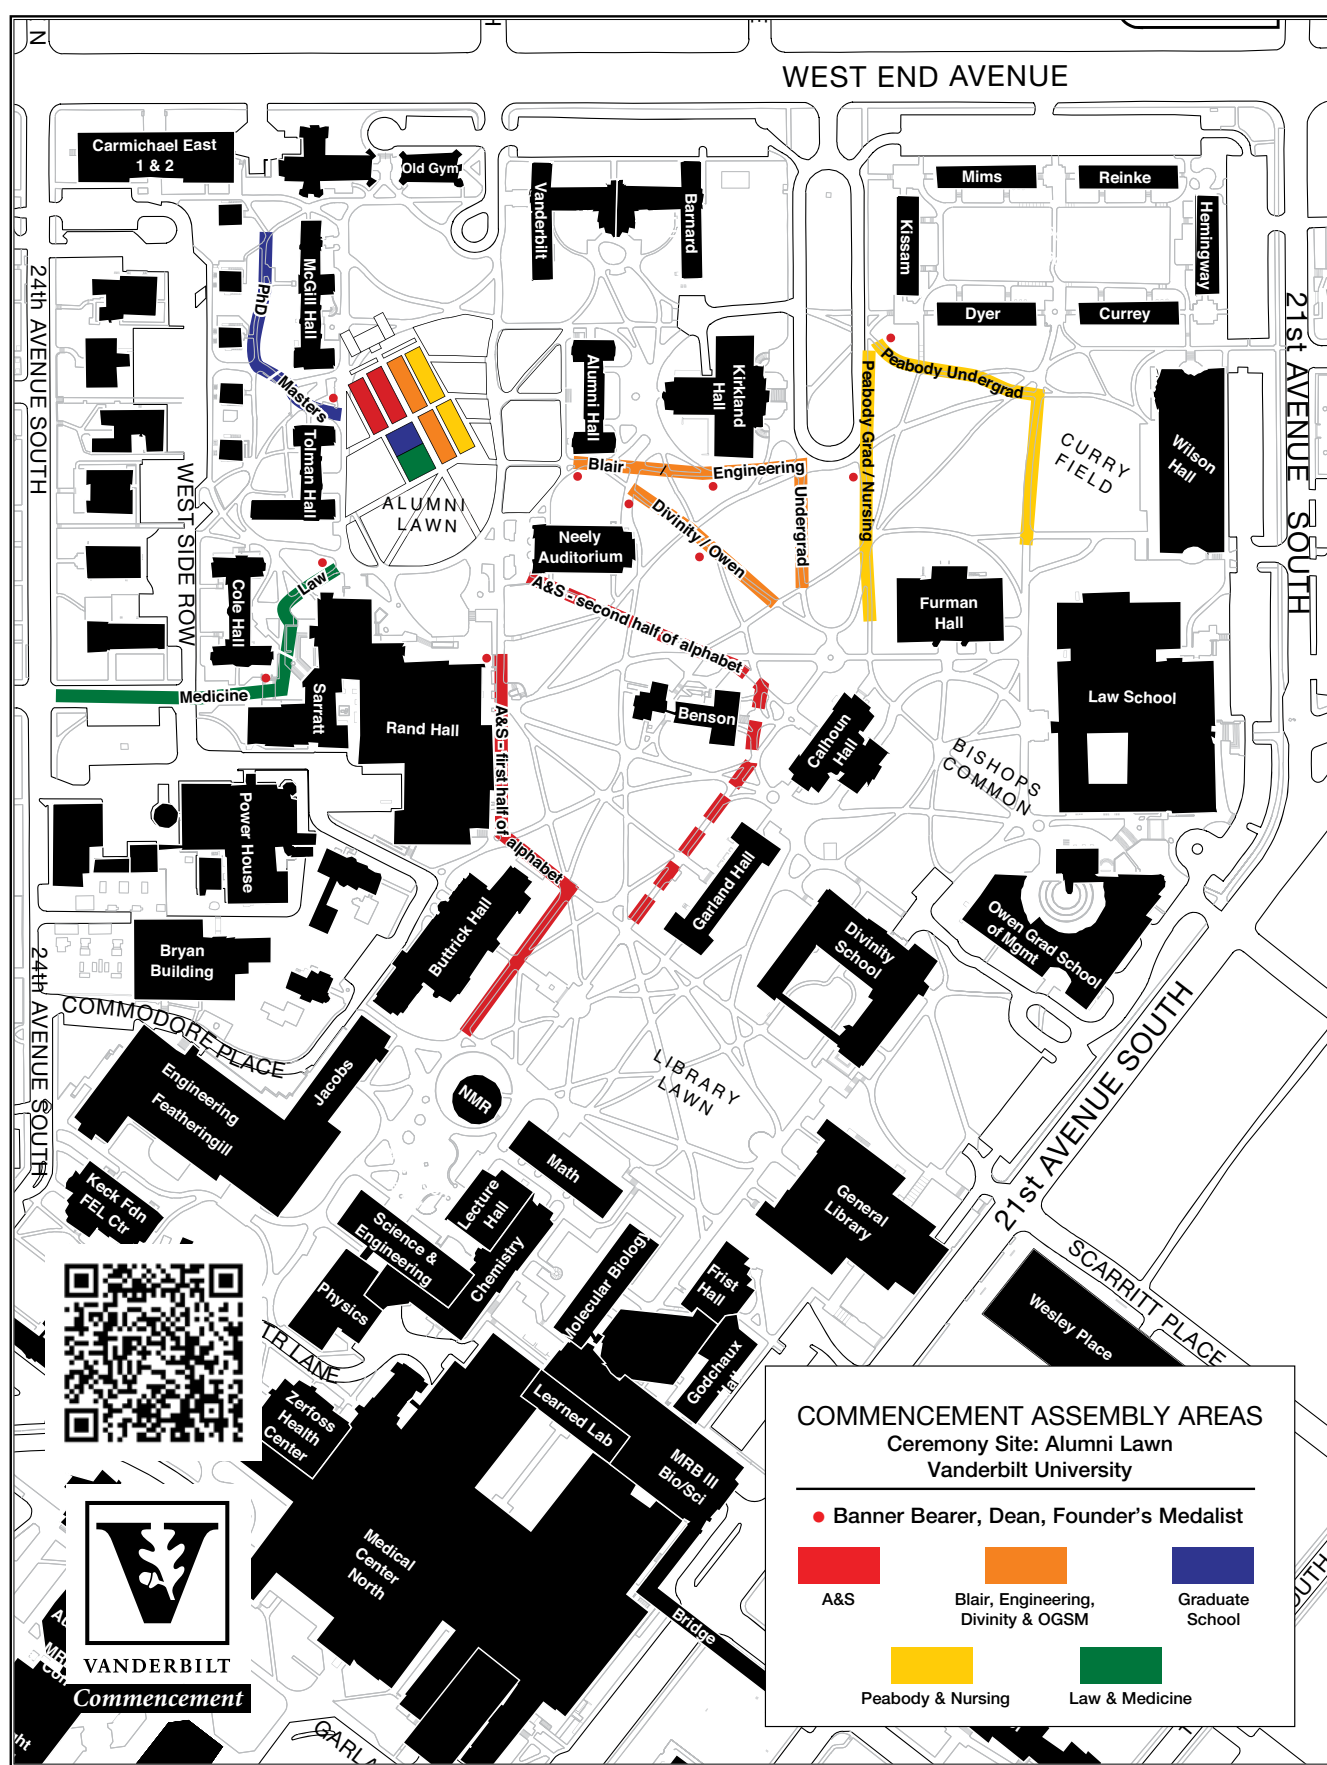 N
H
WEST END AVENUE
Carmichael East
1 & 2
Old Gym
Vanderbilt
Barnard
Mims
Reinke
Kissam
Hemingway
Dyer
Currey
24th AVENUE SOUTH
21st AVENUE SOUTH
PhD
McGill Hall
Masters
Tolman Hall
WEST SIDE ROW
ALUMNI
LAWN
Alumni Hall
Kirkland
Hall
Peabody Undergrad
Peabody Grad / Nursing
CURRY
FIELD
Wilson
Hall
Blair
/
Engineering
Undergrad
Divinity / Owen
Neely
Auditorium
A&S - second half of alphabet
Law
Cole Hall
Medicine
Sarratt
Rand Hall
A&S - first half of
alphabet
Benson
Calhoun
Hall
Furman
Hall
Law School
BISHOPS
COMMON
Power House
Garland Hall
Buttrick Hall
Divinity
School
Owen Grad School
of Mgmt
Bryan
Building
24th AVENUE SOUTH
COMMODORE PLACE
21st AVENUE SOUTH
Jacobs
Engineering
Featheringill
NMR
LIBRARY
LAWN
Math
Keck Fdn
FEL Ctr
Lecture
Hall
Science &
Engineering
Chemistry
Physics
Molecular Biology
General
Library
Frist
Hall
Godchaux
SCARRITT PLACE
Wesley Place
LANE
Zerfoss
Health
Center
Learned Lab
MRB III
Bio/Sci
Medical
Center
North
Bridge
COMMENCEMENT ASSEMBLY AREAS
Ceremony Site: Alumni Lawn
Vanderbilt University
Banner Bearer, Dean, Founder's Medalist
A&S
Blair, Engineering,
Divinity & OGSM
Graduate
School
Peabody & Nursing
Law & Medicine
V
VANDERBILT
Commencement